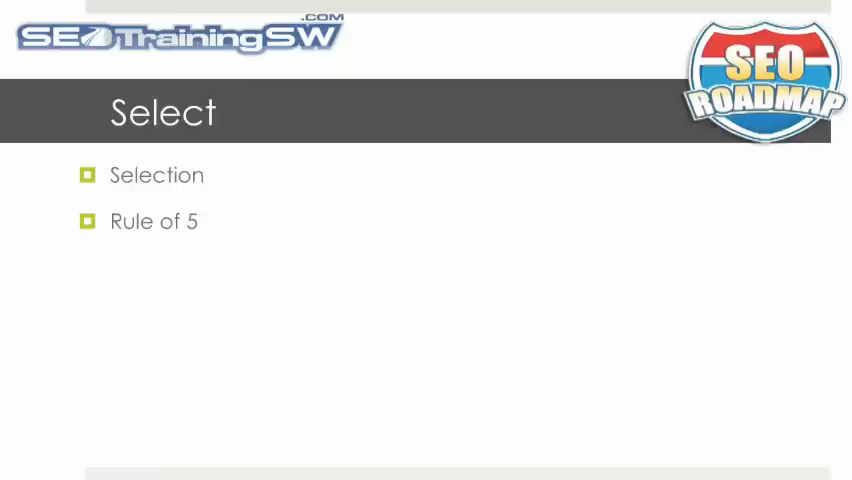 SEOTrainingSW.COM
SEO
ROADMAP
Select
Selection
Rule of 5